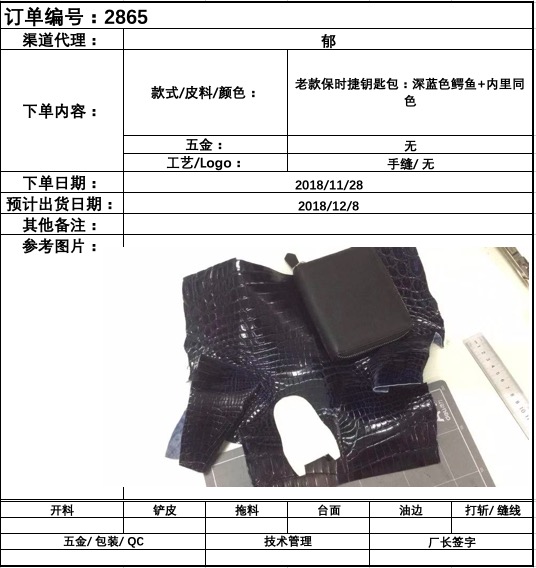 订单编号：2865
渠道代理： 郁
下单内容： 款式/皮料/颜色： 老款保时捷钥匙包：深蓝色鳄鱼+内里同色
五金： 无
工艺/Logo： 手缝/ 无
下单日期： 2018/11/28
预计出货日期： 2018/12/8
其他备注：
参考图片：
开料 铲皮 拖料 台面 油边 打斩/ 缝线
五金/ 包装/ QC 技术管理 厂长签字